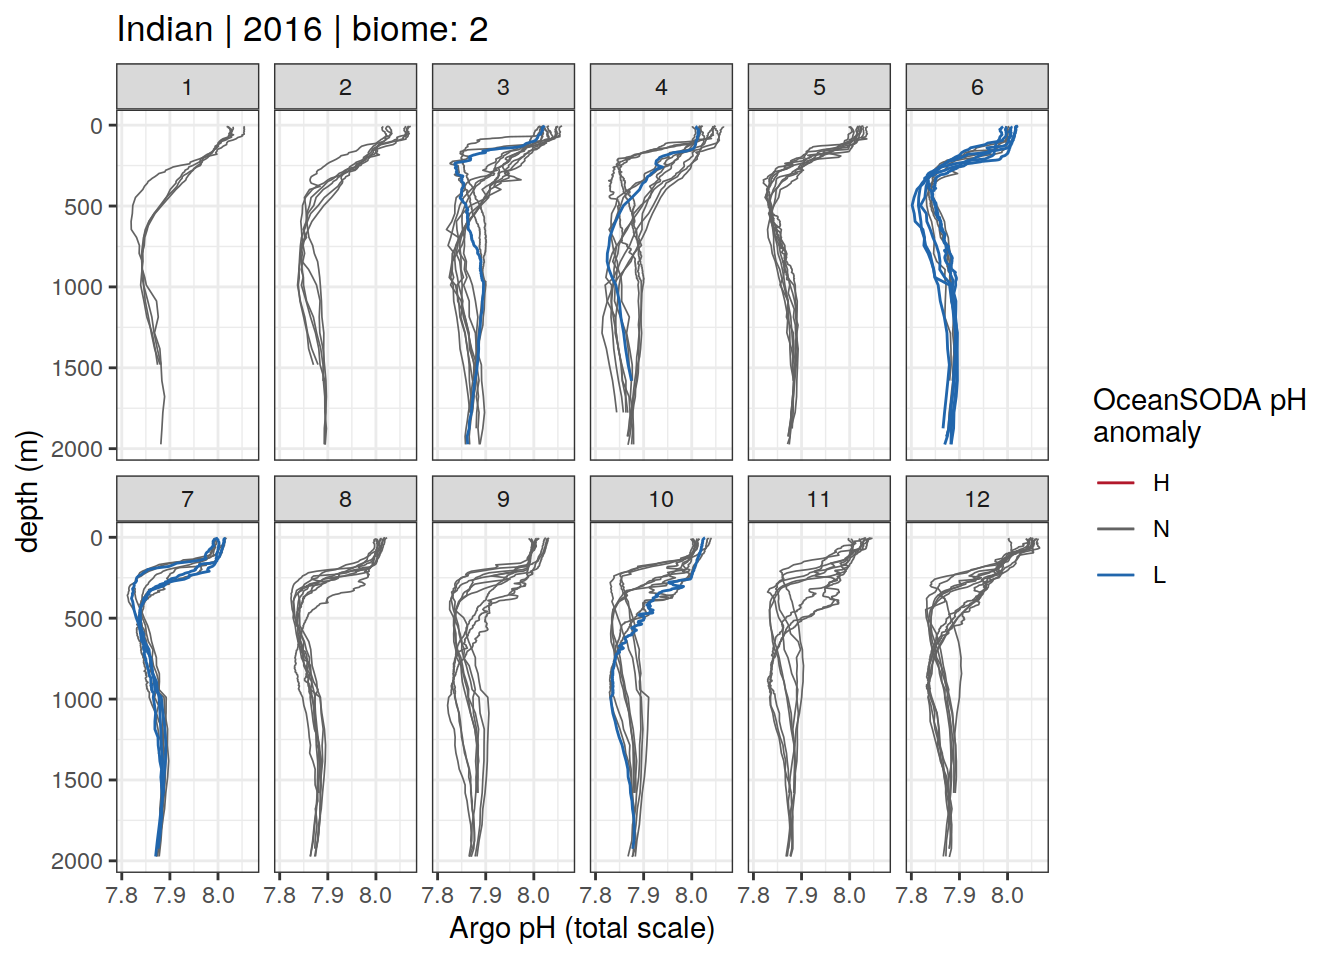 Indian | 2016 | biome: 2
1 2 3 4 5 6
0
500
1000
1500
2000
7 8 9 10 11 12
0
500
1000
1500
2000
7.8 7.9 8.0 7.8 7.9 8.0 7.8 7.9 8.0 7.8 7.9 8.0 7.8 7.9 8.0 7.8 7.9 8.0
Argo pH (total scale)
depth (m)
OceanSODA pH
anomaly
H
N
L